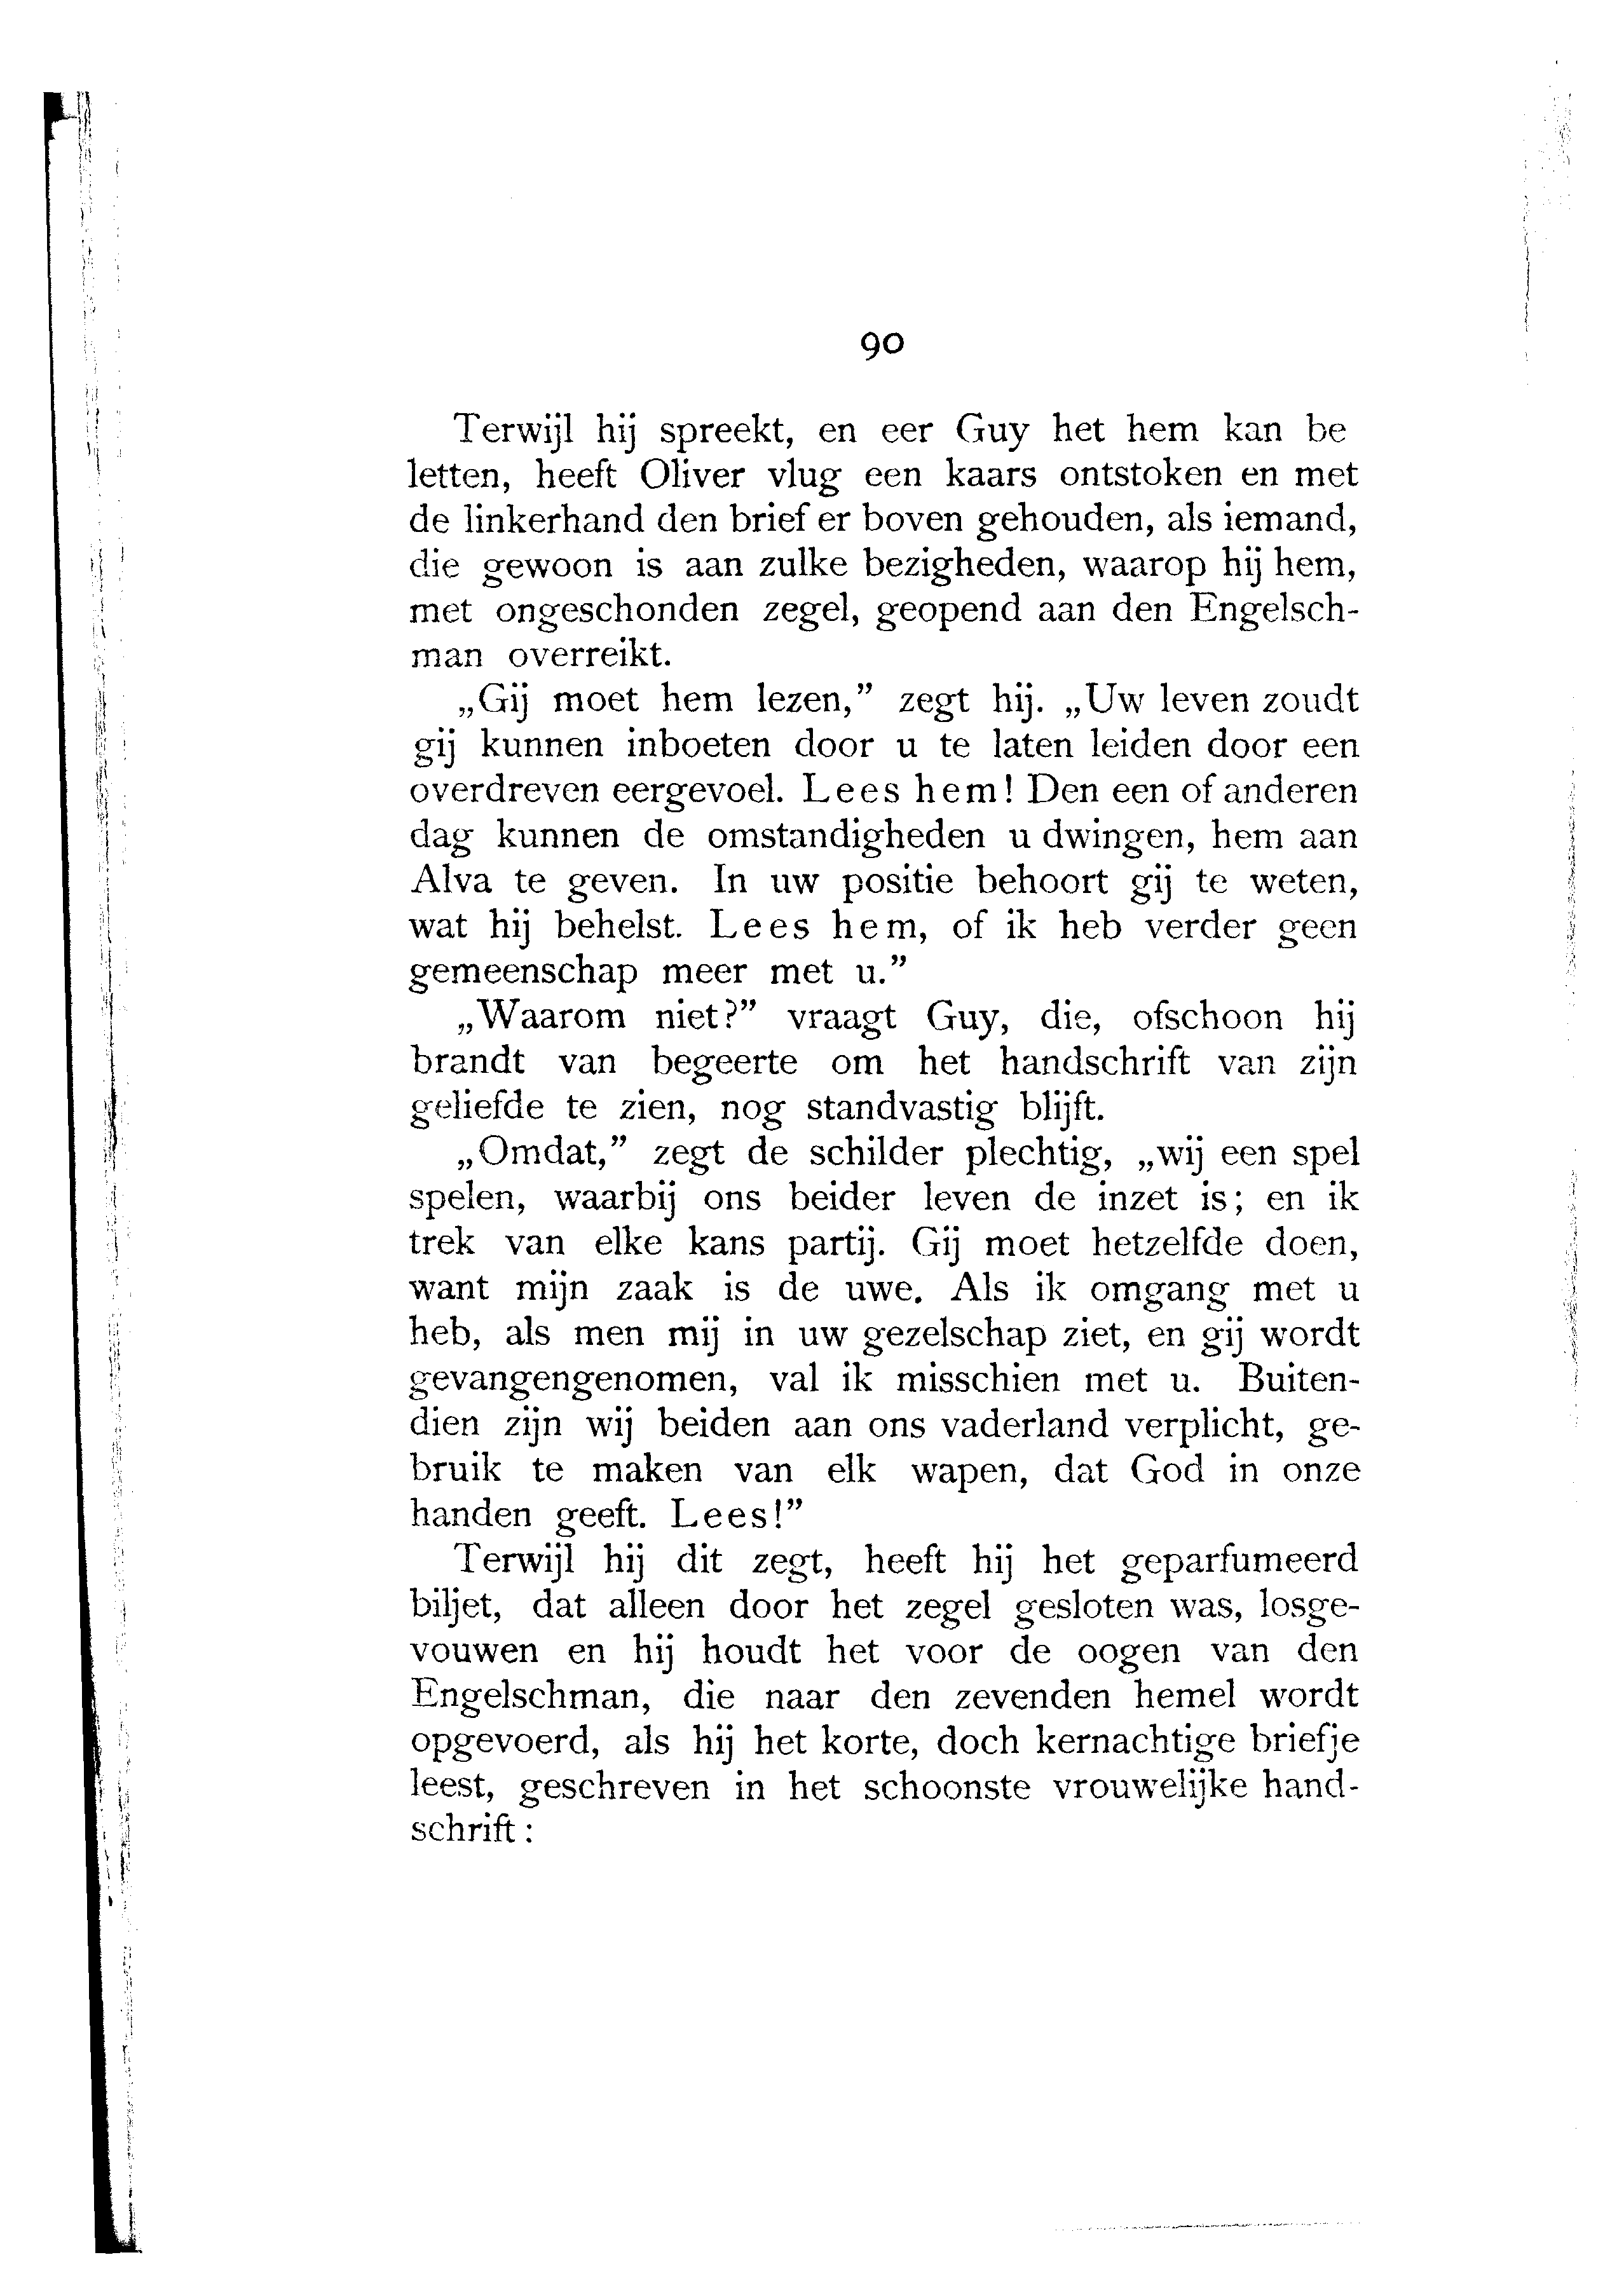 90
Terwijl hij spreekt, en eer Guy het hem kan be
letten, heeft Oliver vlug een kaars ontstoken en met
de linkerhand den brief er boven gehouden, als iemand,
die gewoon is aan zulke bezigheden, waarop hij hem,
met ongeschonden zegel, geopend aan den Engelsch-
man overreikt.
„Gij moet hem lezen,” zegt hij. „Uw leven zoudt
gij kunnen inboeten door u te laten leiden door een
overdreven eergevoel. Lees hem! Den een of anderen
dag kunnen de omstandigheden u dwingen, hem aan
Alva te geven. In uw positie behoort gij te weten,
wat hij behelst. Lees hem, of ik heb verder geen
gemeenschap meer met u.”
„Waarom niet?” vraagt Guy, die, ofschoon hij
brandt van begeerte om het handschrift van zijn
geliefde te zien, nog standvastig blijft.
„Omdat,” zegt de schilder plechtig, „wij een spel
spelen, waarbij ons beider leven de inzet is; en ik
trek van elke kans partij. Gij moet hetzelfde doen,
want mijn zaak is de uwe. Als ik omgang met u
heb, als men mij in uw gezelschap ziet, en gij wordt
gevangengenomen, val ik misschien met u. Buiten-
dien zijn wij beiden aan ons vaderland verplicht, ge-
bruik te maken van elk wapen, dat God in onze
handen geeft. Lees!”
Terwijl hij dit zegt, heeft hij het geparfumeerd
biljet, dat alleen door het zegel gesloten was, losge-
vouwen en hij houdt het voor de oogen van den
Engelschman, die naar den zevenden hemel wordt
opgevoerd, als hij het korte, doch kernachtige briefje
leest, geschreven in het schoonste vrouwelijke hand-
schrift: